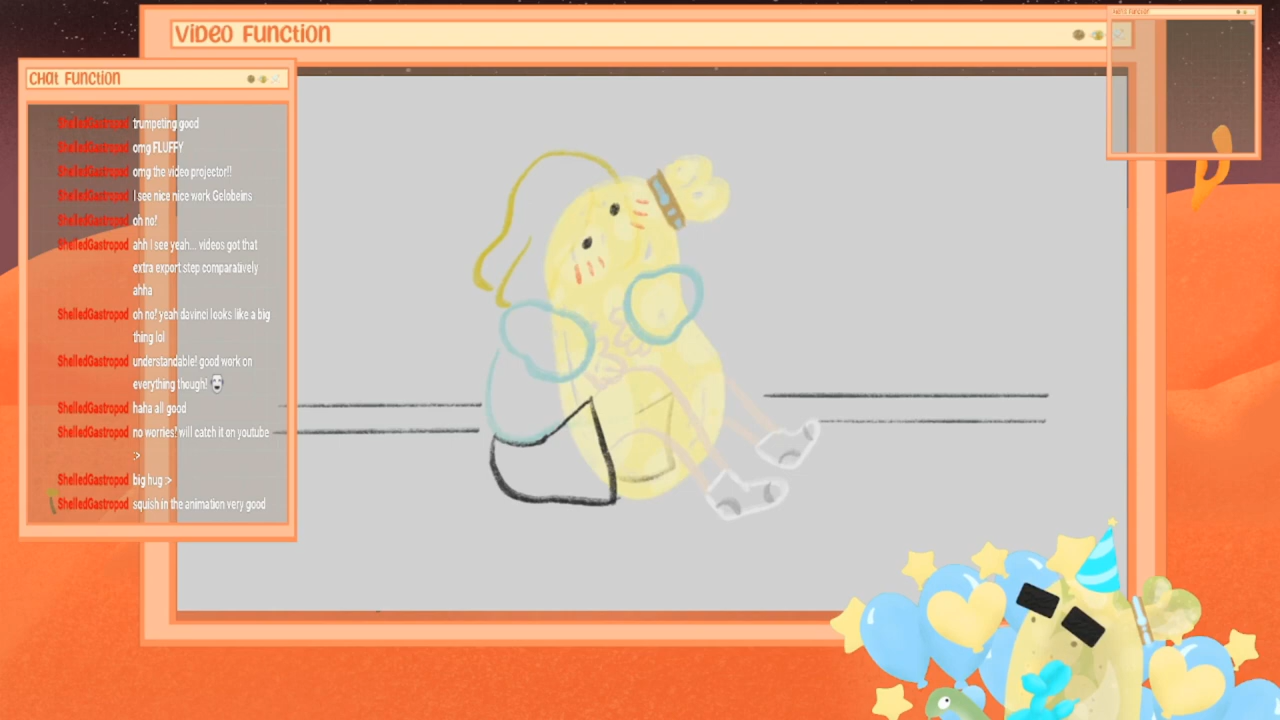 Video Function
Chat Function
ShelledGastropod trumpeting good
ShelledGastropod omg FLUFFY
ShelledGastropod omg the video projector!!
ShelledGastropod I see nice nice work Gelobeins
ShelledGastropod oh no!
ShelledGastropod ahh I see yeah... videos got that
extra export step comparatively
ahha
ShelledGastropod oh no! yeah davinci looks like a big
thing lol
ShelledGastropod understandable! good work on
everything though!
ShelledGastropod haha all good
ShelledGastropod no worries! will catch it on youtube
:>
ShelledGastropod big hug :>
ShelledGastropod squish in the animation very good